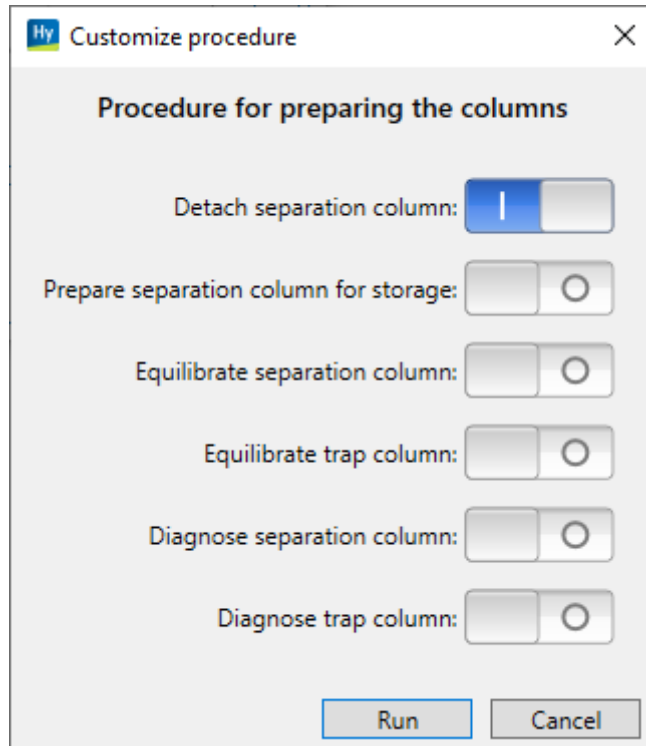 Hy Customize procedure
Procedure for preparing the columns
Detach separation column:
Prepare separation column for storage:
Equilibrate separation column:
Equilibrate trap column:
Diagnose separation column:
Diagnose trap column:
Run Cancel